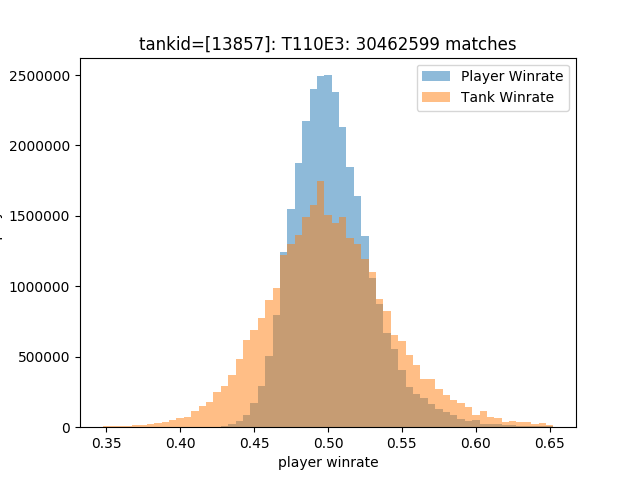 tankid=[13857]: T110E3: 30462599 matches
Player Winrate
Tank Winrate
2500000
2000000
1500000
1000000
500000
0
0.35 0.40 0.45 0.50 0.55 0.60 0.65
player winrate